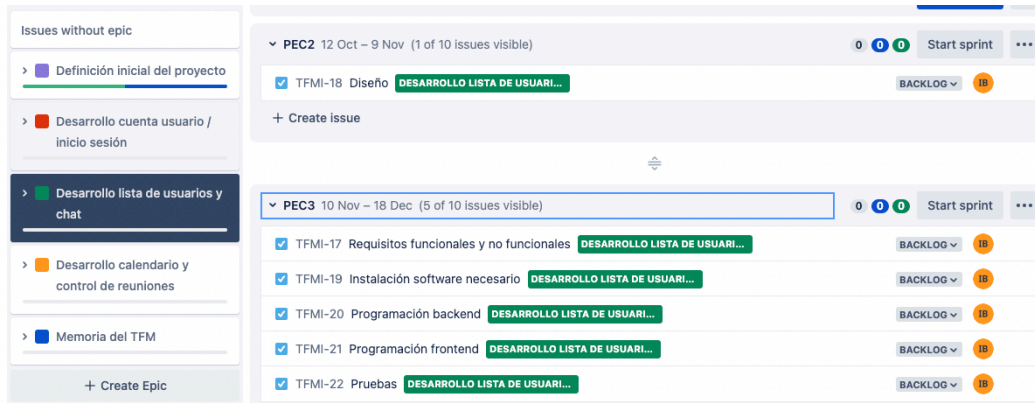 Issues without epic
Definición inicial del proyecto
Desarrollo cuenta usuario /
inicio sesión
Desarrollo lista de usuarios y
chat
Desarrollo calendario y
control de reuniones
Memoria del TFM
+ Create Epic
PEC2 12 Oct – 9 Nov (1 of 10 issues visible) 0 0 0 Start sprint ...
TFMI-18 Diseño DESARROLLO LISTA DE USUARI... BACKLOG IB
+ Create issue
PEC3 10 Nov – 18 Dec (5 of 10 issues visible) 0 0 0 Start sprint ...
TFMI-17 Requisitos funcionales y no funcionales DESARROLLO LISTA DE USUARI... BACKLOG IB
TFMI-19 Instalación software necesario DESARROLLO LISTA DE USUARI... BACKLOG IB
TFMI-20 Programación backend DESARROLLO LISTA DE USUARI... BACKLOG IB
TFMI-21 Programación frontend DESARROLLO LISTA DE USUARI... BACKLOG IB
TFMI-22 Pruebas DESARROLLO LISTA DE USUARI... BACKLOG IB